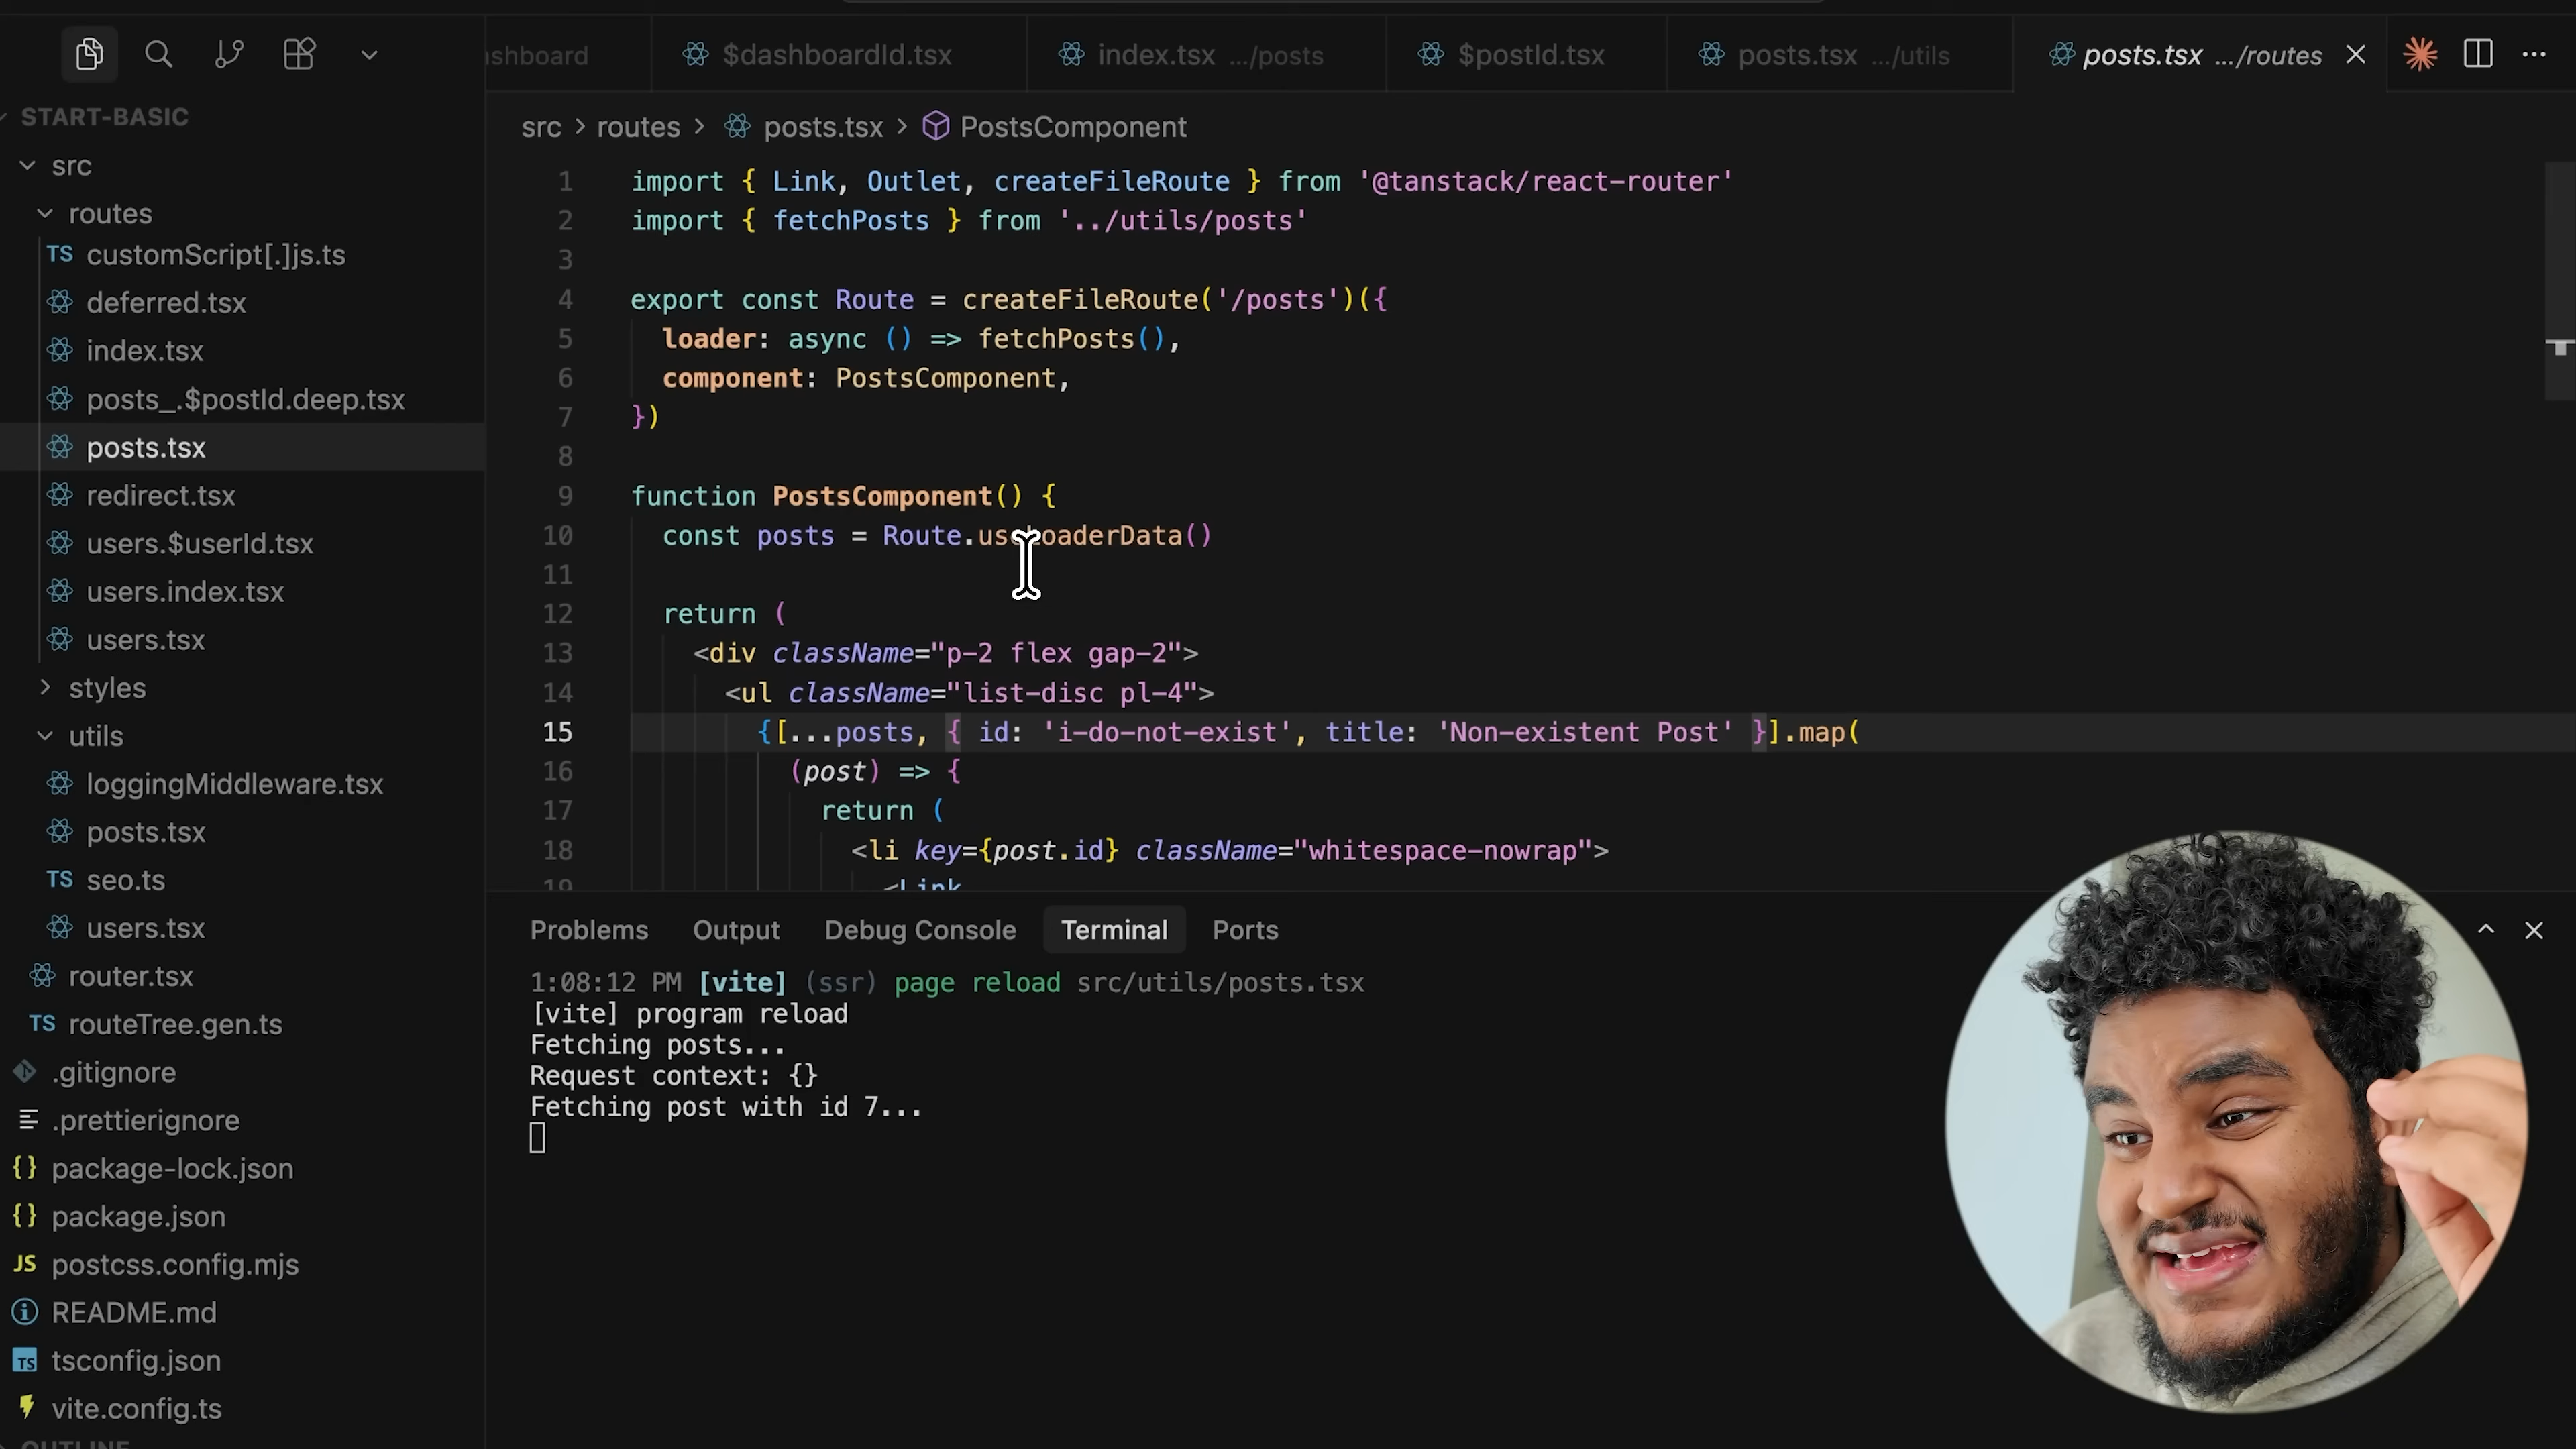 ashboard
$dashboardId.tsx
index.tsx .../posts
$postId.tsx
posts.tsx .../utils
posts.tsx .../routes
START-BASIC
src
routes
customScript[.]js.ts
deferred.tsx
index.tsx
posts_.$postId.deep.tsx
posts.tsx
redirect.tsx
users.$userId.tsx
users.index.tsx
users.tsx
styles
utils
loggingMiddleware.tsx
posts.tsx
seo.ts
users.tsx
router.tsx
routeTree.gen.ts
.gitignore
.prettierignore
package-lock.json
package.json
postcss.config.mjs
README.md
tsconfig.json
vite.config.ts
OUTLINE
src > routes > posts.tsx > PostsComponent
1 import { Link, Outlet, createFileRoute } from '@tanstack/react-router'
2 import { fetchPosts } from '../utils/posts'
3
4 export const Route = createFileRoute('/posts')({
5 loader: async () => fetchPosts(),
6 component: PostsComponent,
7 })
8
9 function PostsComponent() {
10 const posts = Route.useLoaderData()
11
12 return (
13 <div className="p-2 flex gap-2">
14 <ul className="list-disc pl-4">
15 {[...posts, { id: 'i-do-not-exist', title: 'Non-existent Post' }].map(
16 (post) => {
17 return (
18 <li key={post.id} className="whitespace-nowrap">
19 <Link
Problems Output Debug Console Terminal Ports
1:08:12 PM [vite] (ssr) page reload src/utils/posts.tsx
[vite] program reload
Fetching posts...
Request context: {}
Fetching post with id 7...